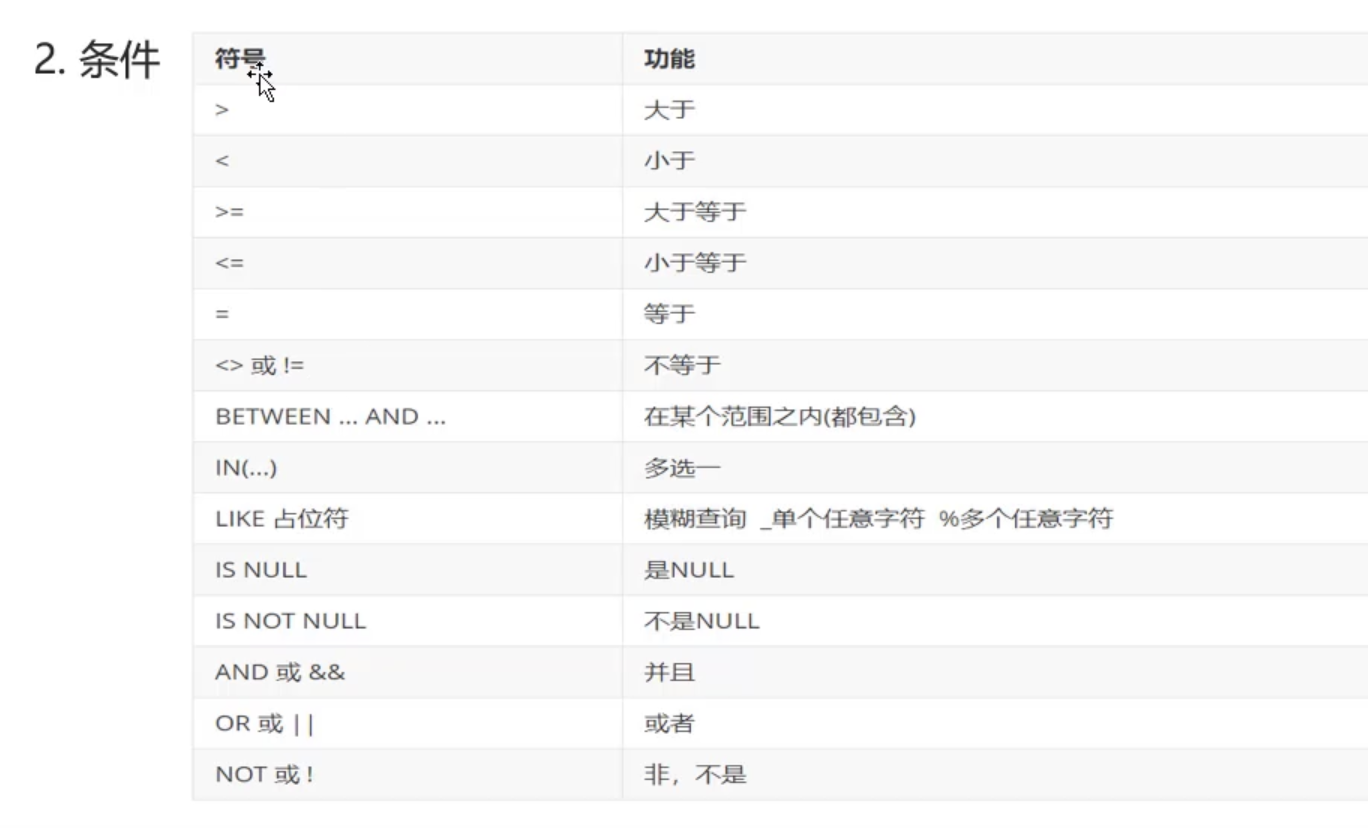 2. 条件
符号 功能
> 大于
< 小于
>= 大于等于
<= 小于等于
= 等于
<> 或 != 不等于
BETWEEN ... AND ... 在某个范围之内(都包含)
IN(...) 多选一
LIKE 占位符 模糊查询 _单个任意字符 %多个任意字符
IS NULL 是NULL
IS NOT NULL 不是NULL
AND 或 && 并且
OR 或 || 或者
NOT 或 ! 非，不是